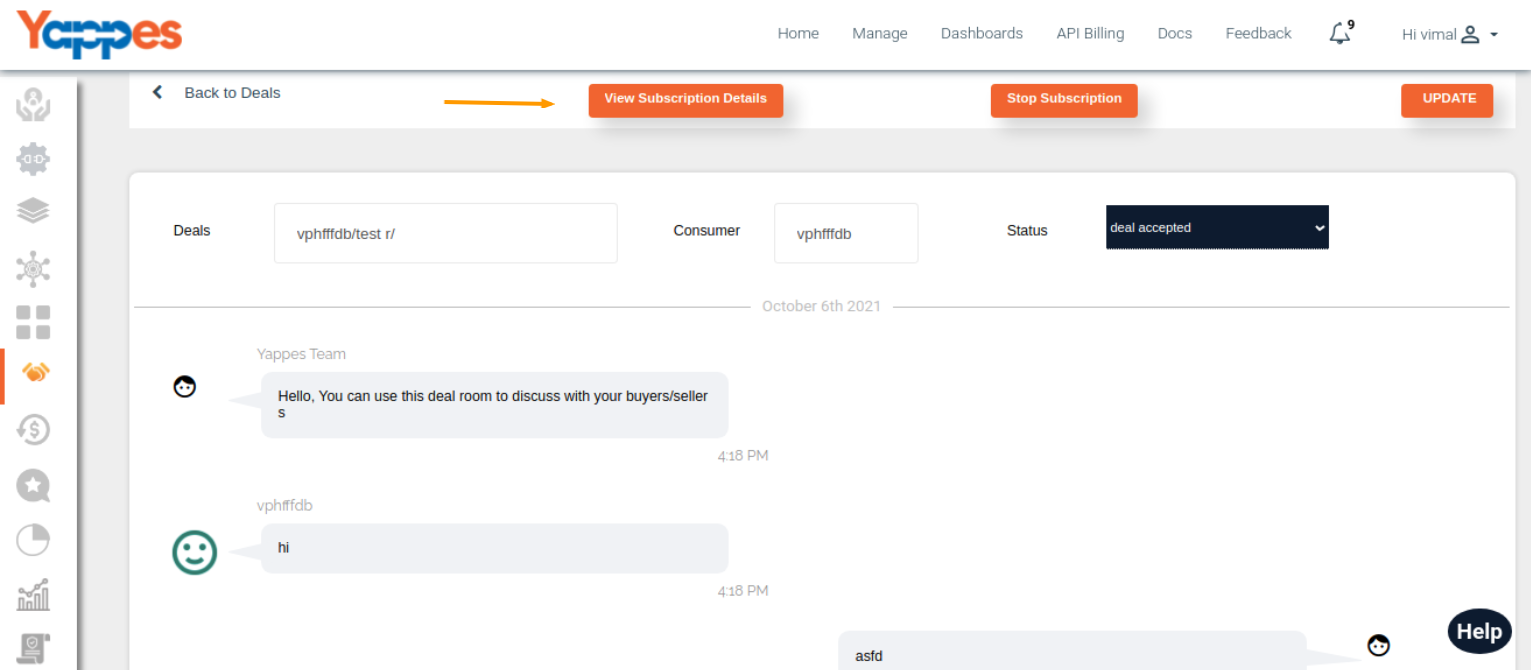 Yappes
Home Manage Dashboards API Billing Docs Feedback 9 Hi vimal
Back to Deals View Subscription Details Stop Subscription UPDATE
Deals vphfffdb/test r/ Consumer vphfffdb Status deal accepted
October 6th 2021
Yappes Team
Hello, You can use this deal room to discuss with your buyers/seller
s
4:18 PM
vphfffdb
hi
4:18 PM
asfd
Help